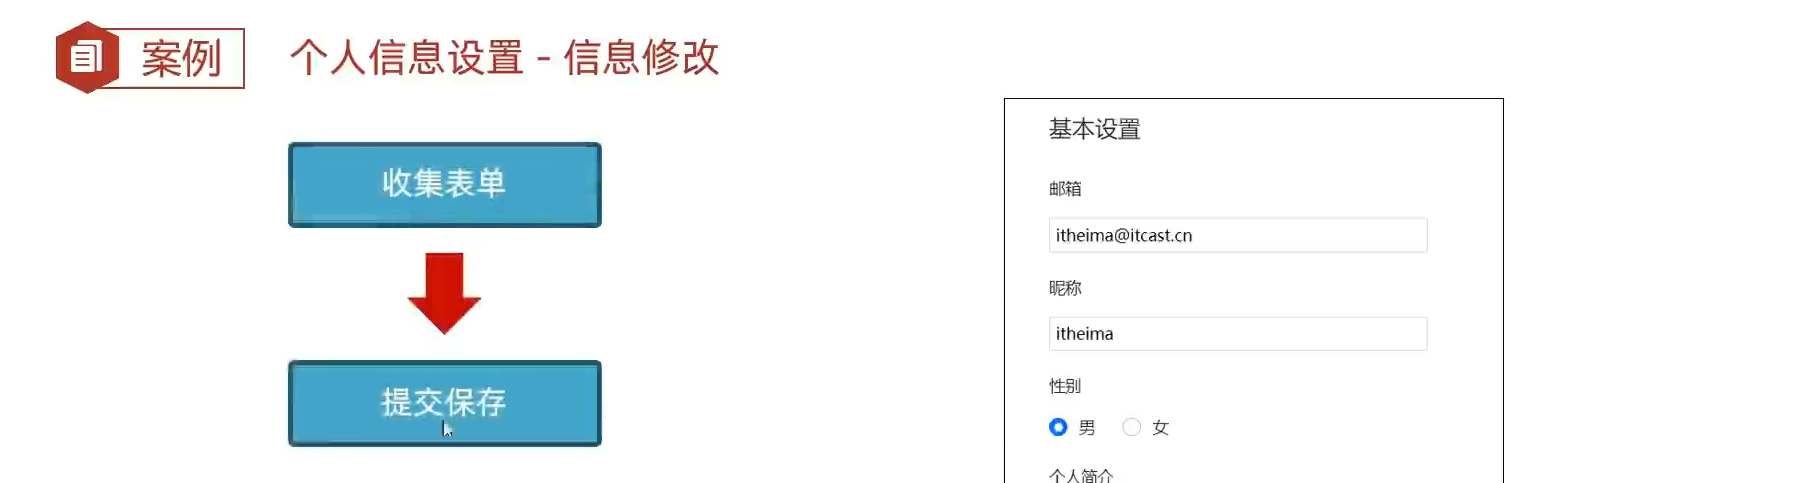 案例
个人信息设置 - 信息修改
收集表单
提交保存
基本设置
邮箱
itheima@itcast.cn
昵称
itheima
性别
男 女
个人简介